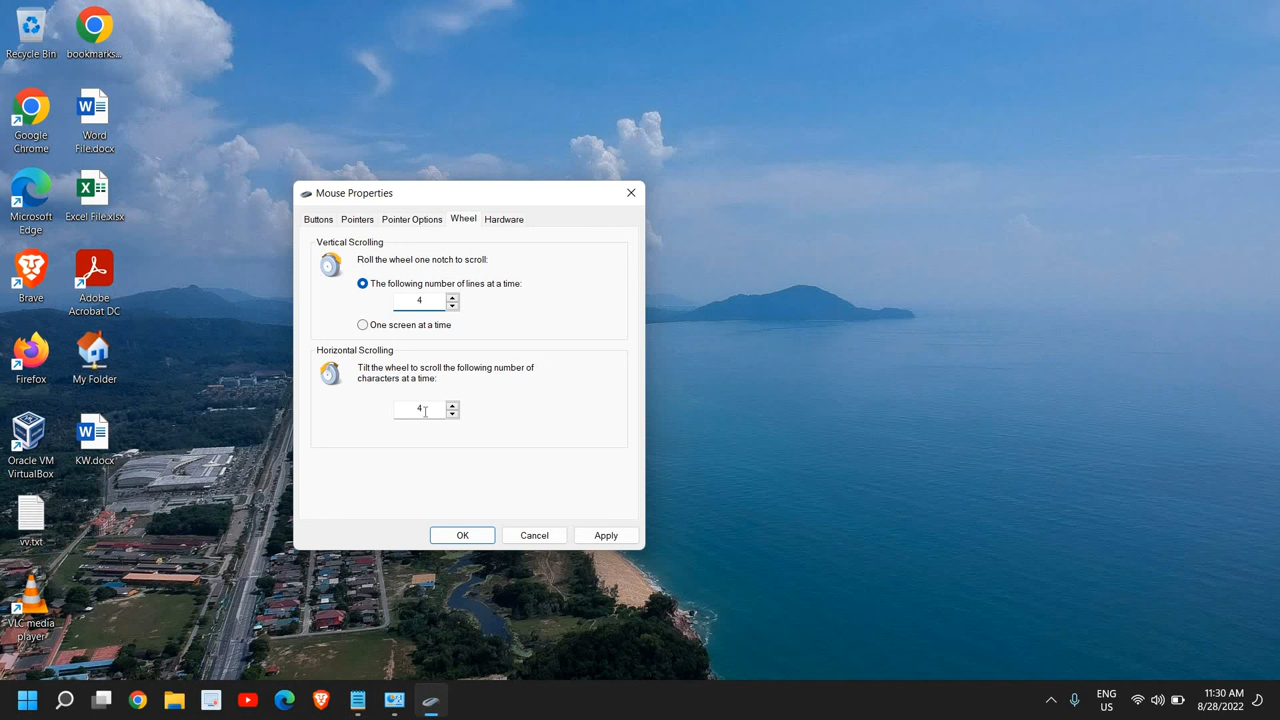 Recycle Bin
bookmarks...
Google
Chrome
Word
File.docx
Microsoft
Edge
Excel File.xlsx
Brave
Adobe
Acrobat DC
Firefox
My Folder
Oracle VM
VirtualBox
KW.docx
vv.txt
VLC media
player
Mouse Properties
Buttons
Pointers
Pointer Options
Wheel
Hardware
Vertical Scrolling
Roll the wheel one notch to scroll:
The following number of lines at a time:
4
One screen at a time
Horizontal Scrolling
Tilt the wheel to scroll the following number of
characters at a time:
4
OK
Cancel
Apply
ENG
US
11:30 AM
8/28/2022